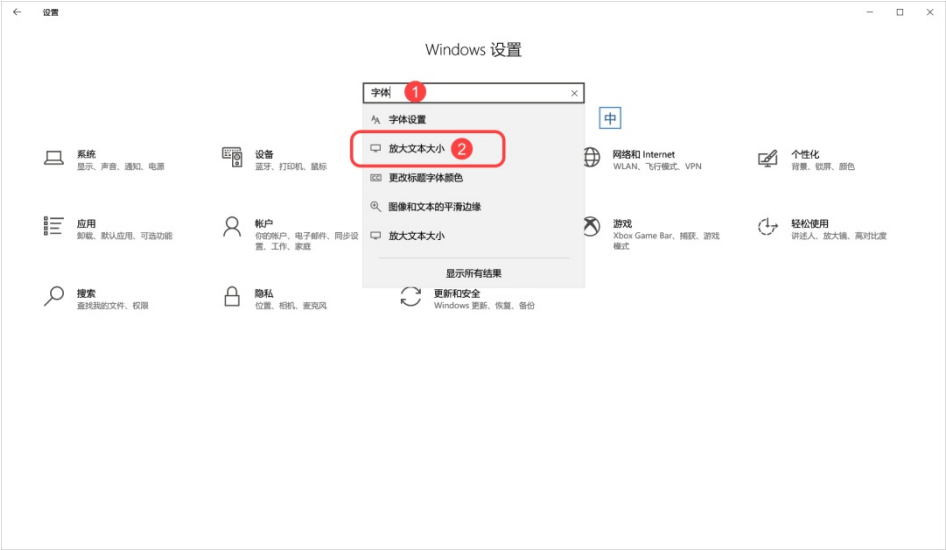 设置
Windows 设置
字体
1
字体设置
中
放大文本大小
2
更改标题字体颜色
图像和文本的平滑边缘
放大文本大小
显示所有结果
系统
显示、声音、通知、电源
设备
蓝牙、打印机、鼠标
网络和 Internet
WLAN、飞行模式、VPN
个性化
背景、锁屏、颜色
应用
卸载、默认应用、可选功能
帐户
你的帐户、电子邮件、同步设
置、工作、家庭
游戏
Xbox Game Bar、捕获、游戏
模式
轻松使用
讲述人、放大镜、高对比度
搜索
查找我的文件、权限
隐私
位置、相机、麦克风
更新和安全
Windows 更新、恢复、备份